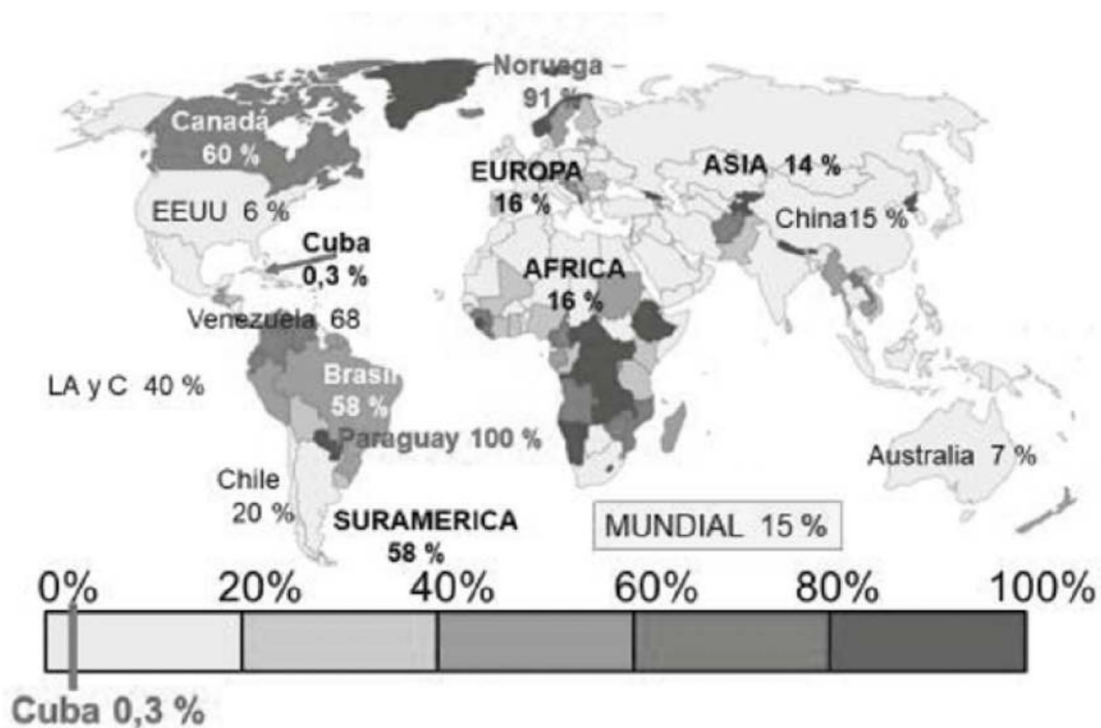 Noruega
91 %
Canadá
60 %
EUROPA
16 %
ASIA 14 %
EEUU 6 %
China15 %
Cuba
0,3 %
AFRICA
16 %
Venezuela 68
LA y C 40 %
Brasil
58 %
Paraguay 100 %
Australia 7 %
Chile
20 %
SURAMERICA
58 %
MUNDIAL 15 %
0% 20% 40% 60% 80% 100%
Cuba 0,3 %